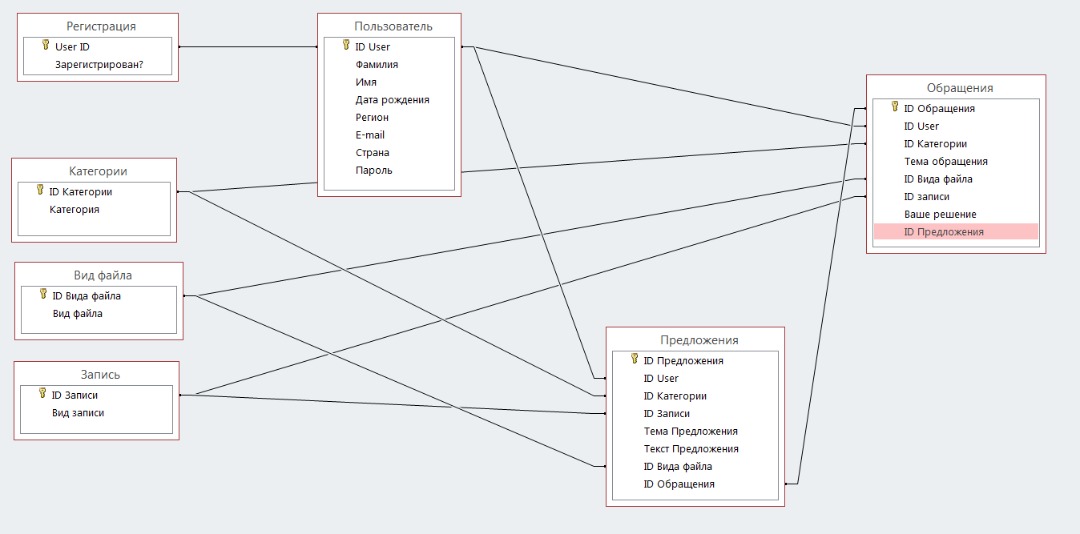 Регистрация
User ID
Зарегистрирован?
Пользователь
ID User
Фамилия
Имя
Дата рождения
Регион
E-mail
Страна
Пароль
Обращения
ID Обращения
ID User
ID Категории
Тема обращения
ID Вида файла
ID записи
Ваше решение
ID Предложения
Категории
ID Категории
Категория
Вид файла
ID Вида файла
Вид файла
Запись
ID Записи
Вид записи
Предложения
ID Предложения
ID User
ID Категории
ID Записи
Тема Предложения
Текст Предложения
ID Вида файла
ID Обращения